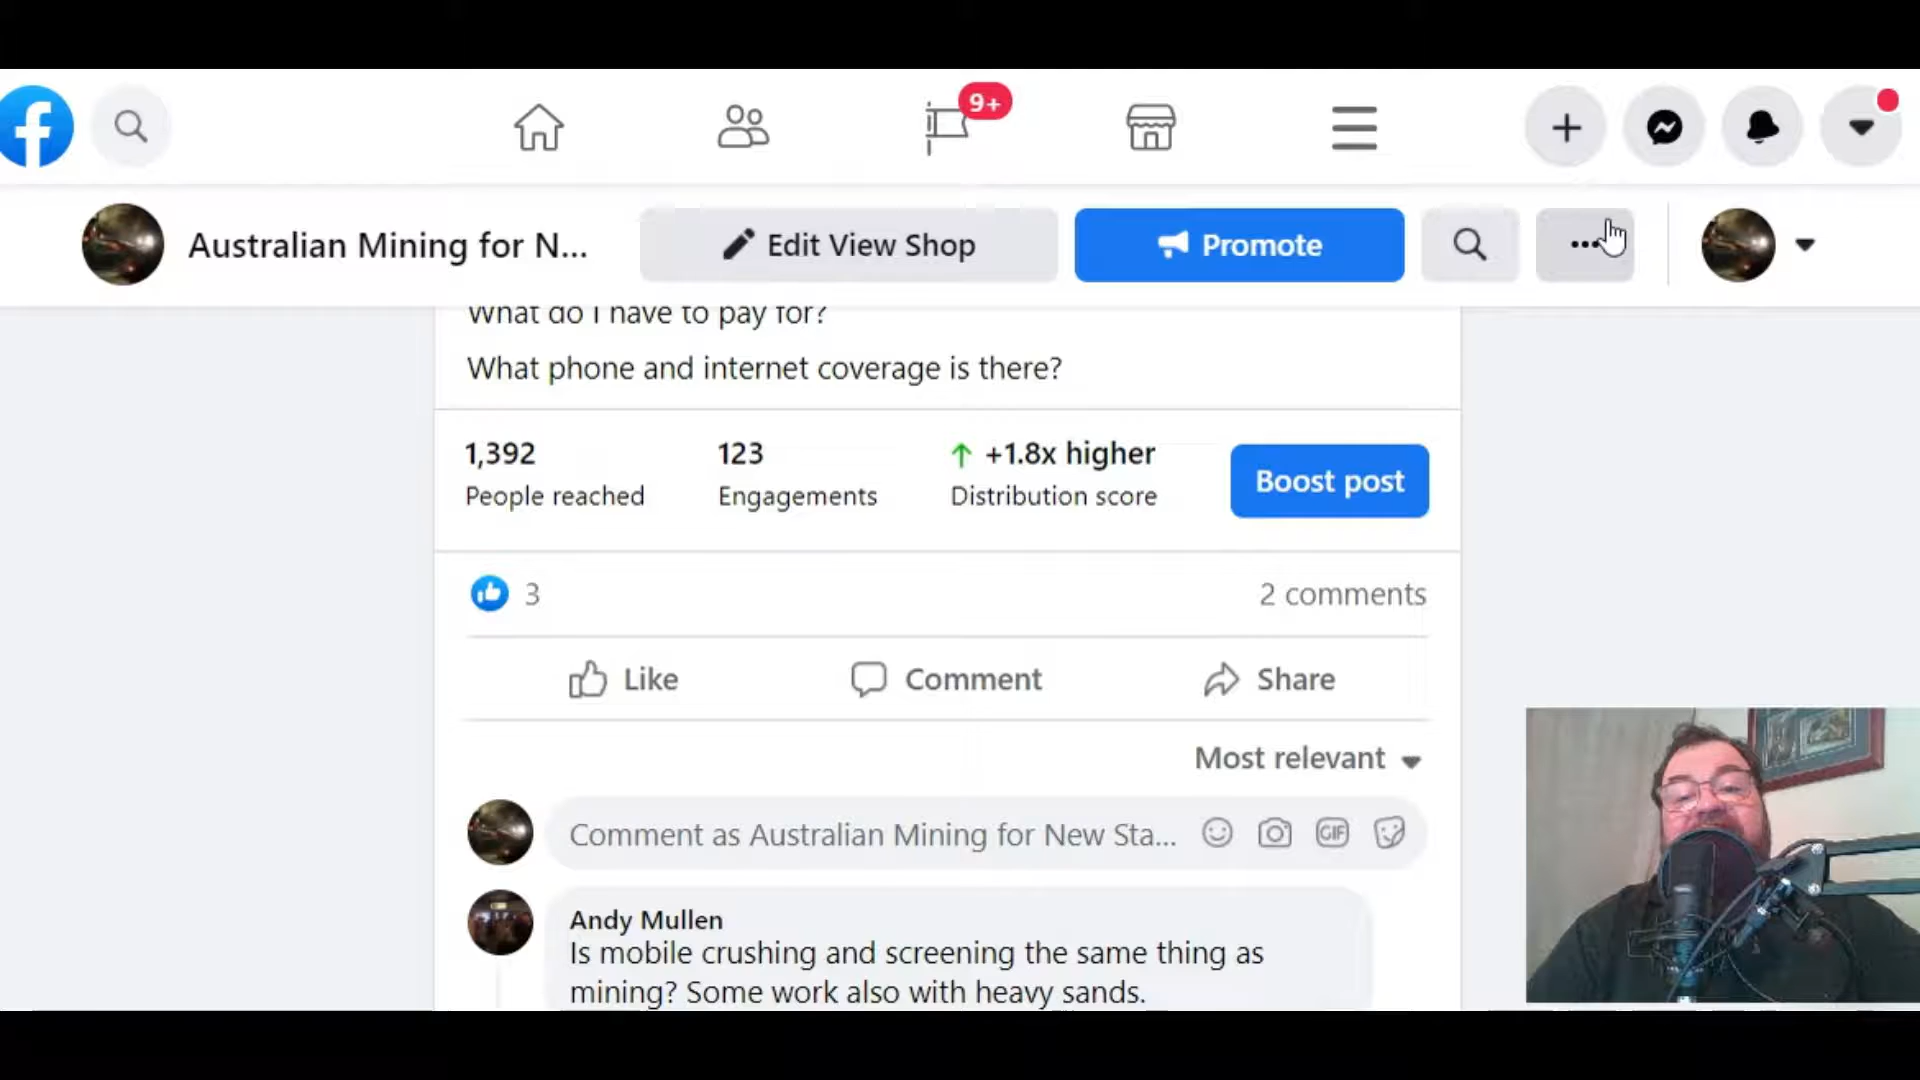 9+
Australian Mining for N...
Edit View Shop
Promote
What do I have to pay for?
What phone and internet coverage is there?
1,392
People reached
123
Engagements
+1.8x higher
Distribution score
Boost post
3
2 comments
Like
Comment
Share
Most relevant
Comment as Australian Mining for New Sta...
GIF
Andy Mullen
Is mobile crushing and screening the same thing as
mining? Some work also with heavy sands.